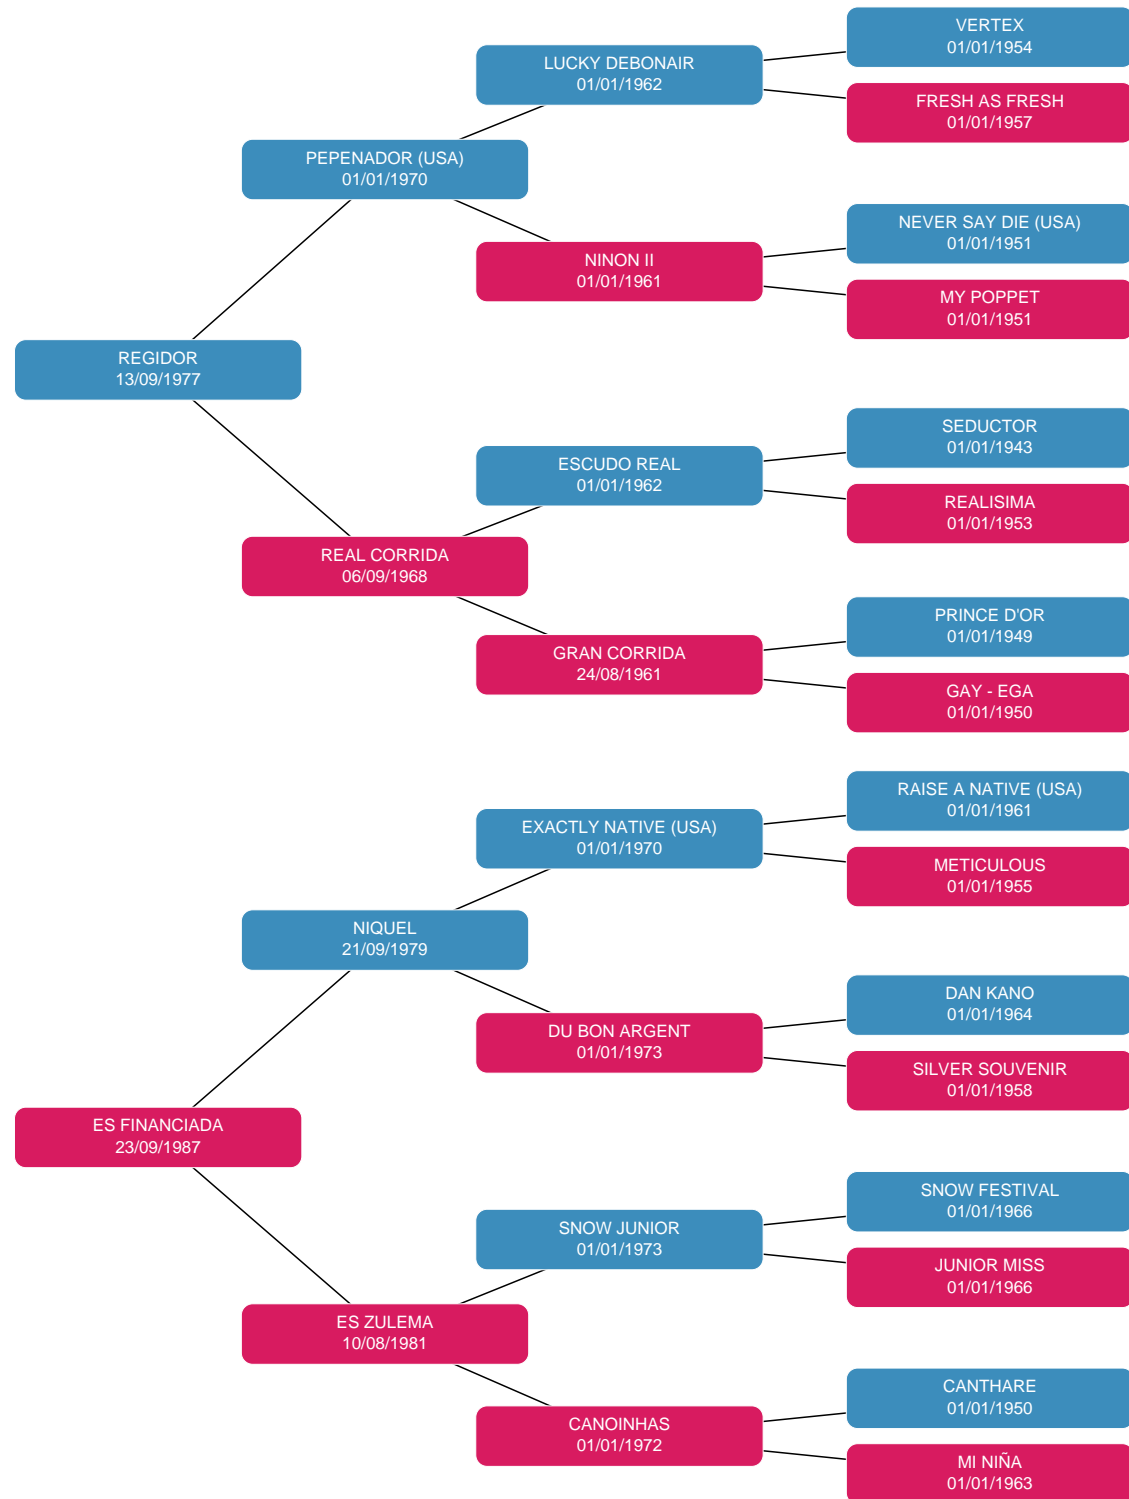 VERTEX
01/01/1954
LUCKY DEBONAIR
01/01/1962
FRESH AS FRESH
01/01/1957
PEPENADOR (USA)
01/01/1970
NEVER SAY DIE (USA)
01/01/1951
NINON II
01/01/1961
MY POPPET
01/01/1951
REGIDOR
13/09/1977
SEDUCTOR
01/01/1943
ESCUDO REAL
01/01/1962
REALISIMA
01/01/1953
REAL CORRIDA
06/09/1968
PRINCE D'OR
01/01/1949
GRAN CORRIDA
24/08/1961
GAY - EGA
01/01/1950
RAISE A NATIVE (USA)
01/01/1961
EXACTLY NATIVE (USA)
01/01/1970
METICULOUS
01/01/1955
NIQUEL
21/09/1979
DAN KANO
01/01/1964
DU BON ARGENT
01/01/1973
SILVER SOUVENIR
01/01/1958
ES FINANCIADA
23/09/1987
SNOW FESTIVAL
01/01/1966
SNOW JUNIOR
01/01/1973
JUNIOR MISS
01/01/1966
ES ZULEMA
10/08/1981
CANTHARE
01/01/1950
CANOINHAS
01/01/1972
MI NIÑA
01/01/1963